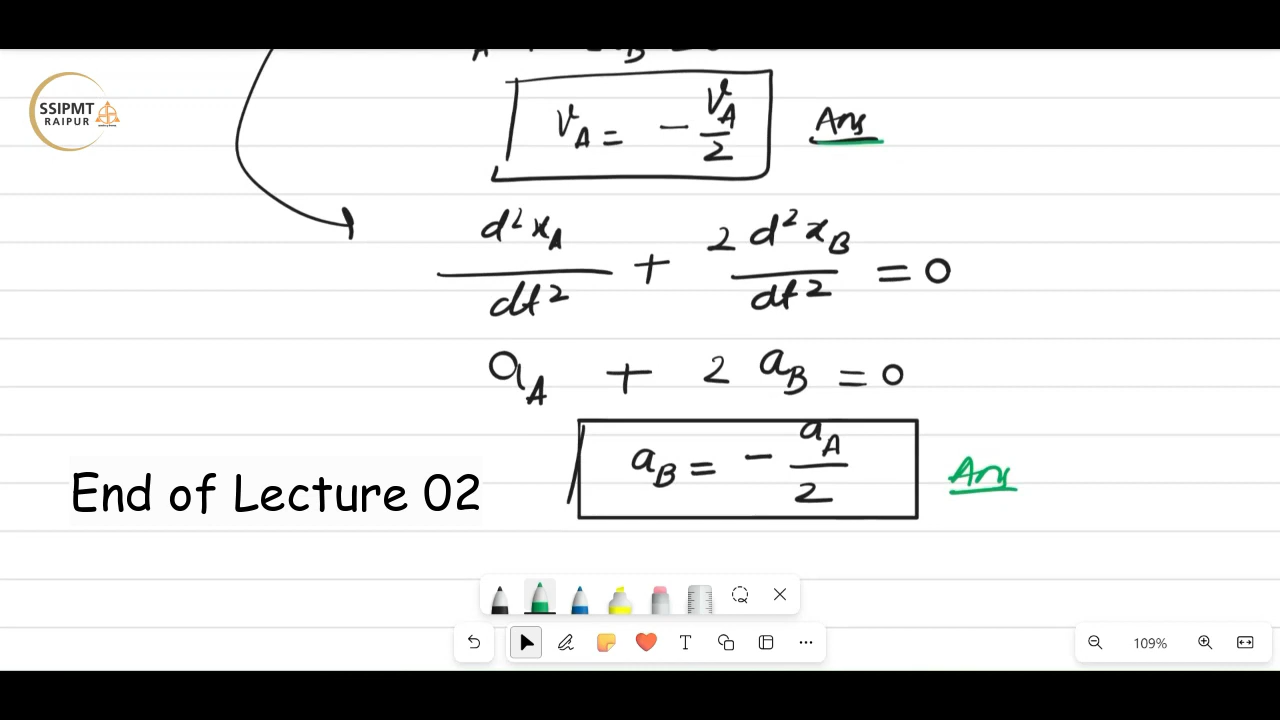 SSIPMT
RAIPUR
v_A = - v_A/2 Ans
d²x_A/dt² + 2 d²x_B/dt² = 0
a_A + 2 a_B = 0
a_B = - a_A/2 Ans
End of Lecture 02
T
109%